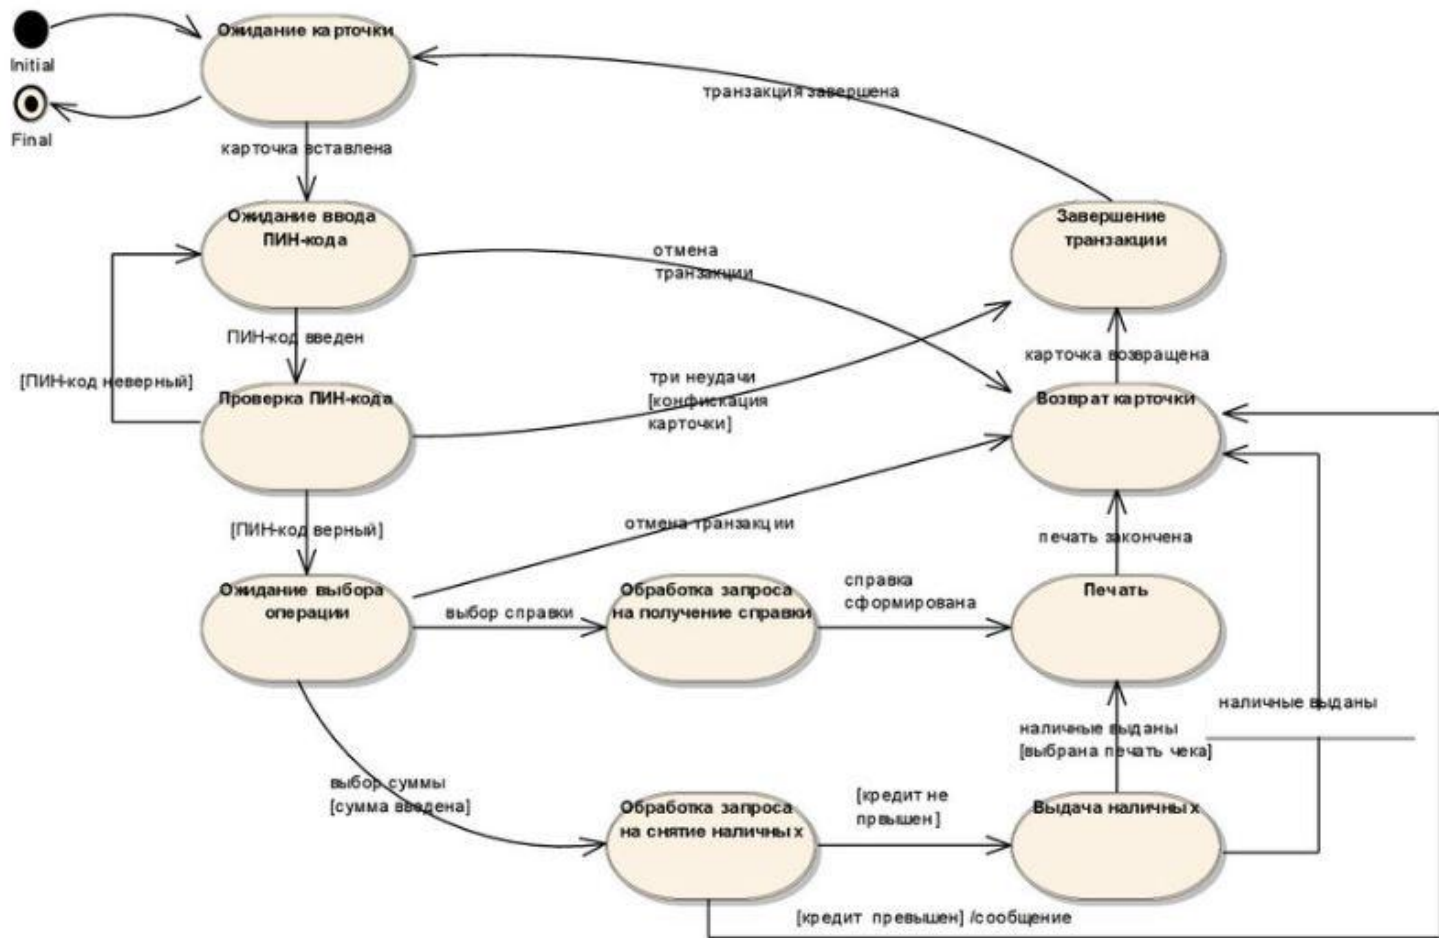 Ожидание карточки
Initial
транзакция завершена
Final
карточка вставлена
Ожидание ввода
ПИН-кода
Завершение
транзакции
отмена
транзакции
ПИН-код введен
карточка возвращена
[ПИН-код неверный]
три неудачи
[конфискация
карточки]
Проверка ПИН-кода
Возврат карточки
[ПИН-код верный]
отмена транзакции
печать закончена
Ожидание выбора
операции
выбор справки
Обработка запроса
на получение справки
справка
сформирована
Печать
наличные выданы
[выбрана печать чека]
наличные выданы
выбор суммы
[сумма введена]
Обработка запроса
на снятие наличных
[кредит не
првышен]
Выдача наличных
[кредит превышен] /сообщение